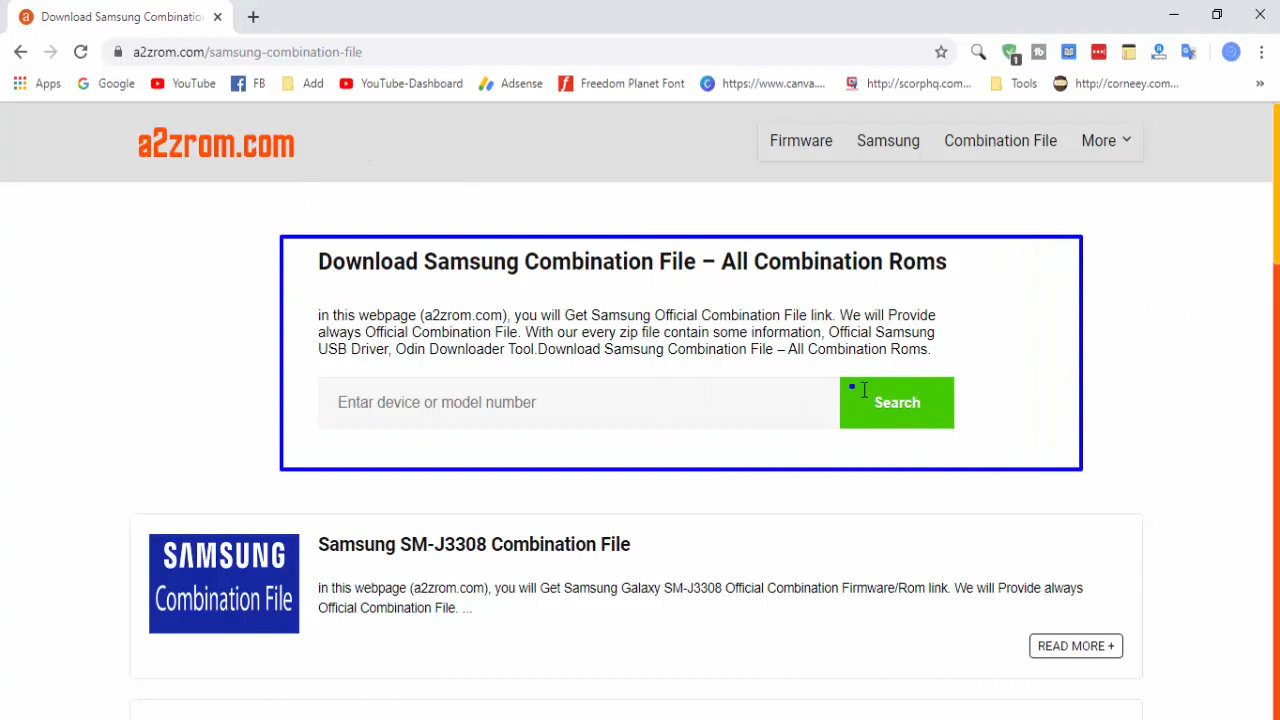 Download Samsung Combinatio
a2zrom.com/samsung-combination-file
1
Apps Google YouTube FB Add YouTube-Dashboard Adsense Freedom Planet Font https://www.canva.... http://scorphq.com... Tools http://corneey.com...
a2zrom.com
Firmware Samsung Combination File More
Download Samsung Combination File – All Combination Roms
in this webpage (a2zrom.com), you will Get Samsung Official Combination File link. We will Provide
always Official Combination File. With our every zip file contain some information, Official Samsung
USB Driver, Odin Downloader Tool.Download Samsung Combination File – All Combination Roms.
Entar device or model number
Search
SAMSUNG
Combination File
Samsung SM-J3308 Combination File
in this webpage (a2zrom.com), you will Get Samsung Galaxy SM-J3308 Official Combination Firmware/Rom link. We will Provide always
Official Combination File. ...
READ MORE +